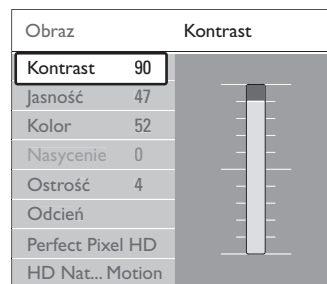 Obraz Kontrast
Kontrast 90
Jasność 47
Kolor 52
Nasycenie 0
Ostrość 4
Odcień
Perfect Pixel HD
HD Nat... Motion